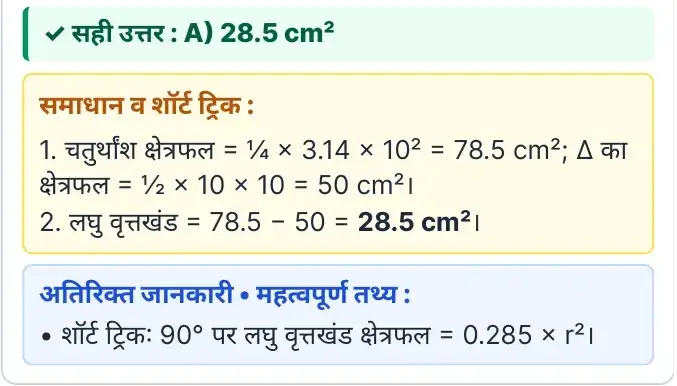 ✓ सही उत्तर : A) 28.5 cm²
समाधान व शॉर्ट ट्रिक :
1. चतुर्थांश क्षेत्रफल = ¼ × 3.14 × 10² = 78.5 cm²; Δ का
क्षेत्रफल = ½ × 10 × 10 = 50 cm²।
2. लघु वृत्तखंड = 78.5 − 50 = 28.5 cm²।
अतिरिक्त जानकारी • महत्वपूर्ण तथ्य :
• शॉर्ट ट्रिकः 90° पर लघु वृत्तखंड क्षेत्रफल = 0.285 × r²।